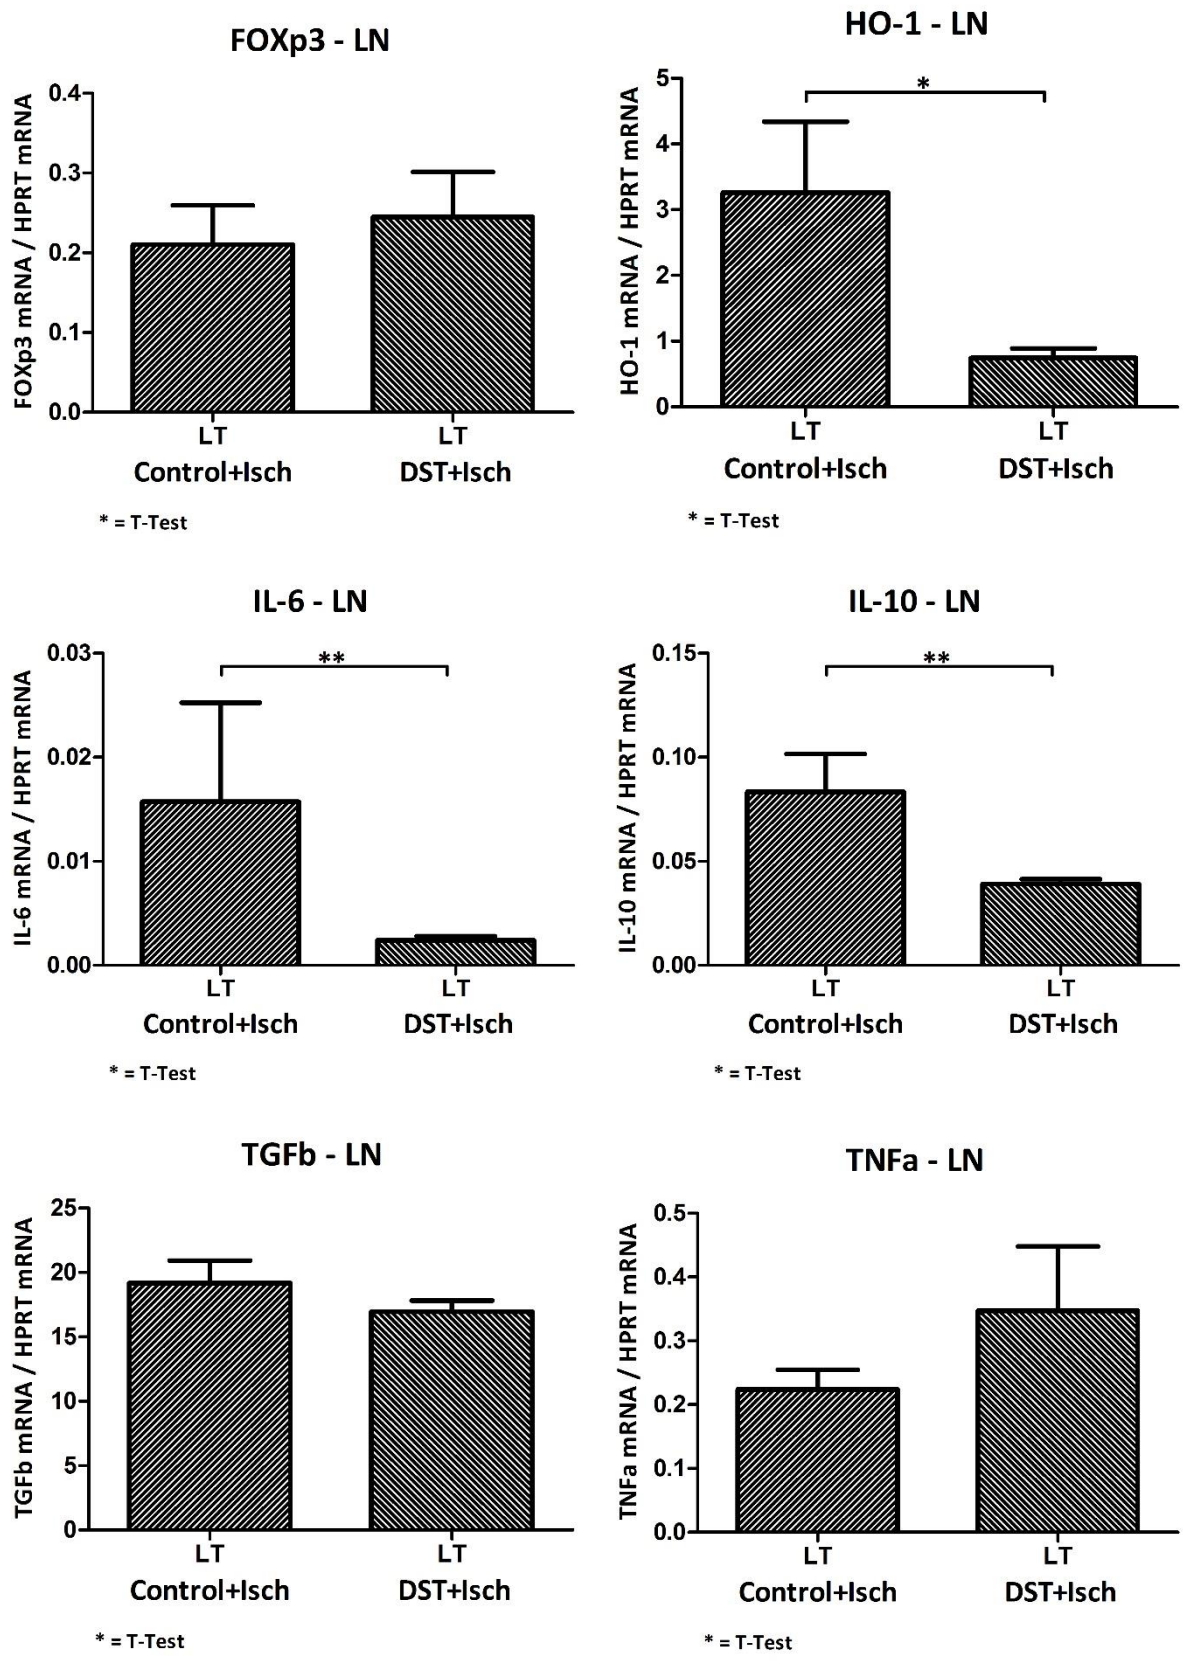 FOXp3 - LN
FOXp3 mRNA / HPRT mRNA
0.4
0.3
0.2
0.1
0.0
LT
LT
Control+Isch
DST+Isch
* = T-Test
HO-1 - LN
HO-1 mRNA / HPRT mRNA
5
4
3
2
1
0
*
LT
LT
Control+Isch
DST+Isch
* = T-Test
IL-6 - LN
IL-6 mRNA / HPRT mRNA
0.03
0.02
0.01
0.00
**
LT
LT
Control+Isch
DST+Isch
* = T-Test
IL-10 - LN
IL-10 mRNA / HPRT mRNA
0.15
0.10
0.05
0.00
**
LT
LT
Control+Isch
DST+Isch
* = T-Test
TGFb - LN
TGFb mRNA / HPRT mRNA
25
20
15
10
5
0
LT
LT
Control+Isch
DST+Isch
* = T-Test
TNFa - LN
TNFa mRNA / HPRT mRNA
0.5
0.4
0.3
0.2
0.1
0.0
LT
LT
Control+Isch
DST+Isch
* = T-Test